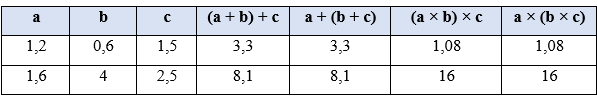 a b c (a + b) + c a + (b + c) (a × b) × c a × (b × c)
1,2 0,6 1,5 3,3 3,3 1,08 1,08
1,6 4 2,5 8,1 8,1 16 16